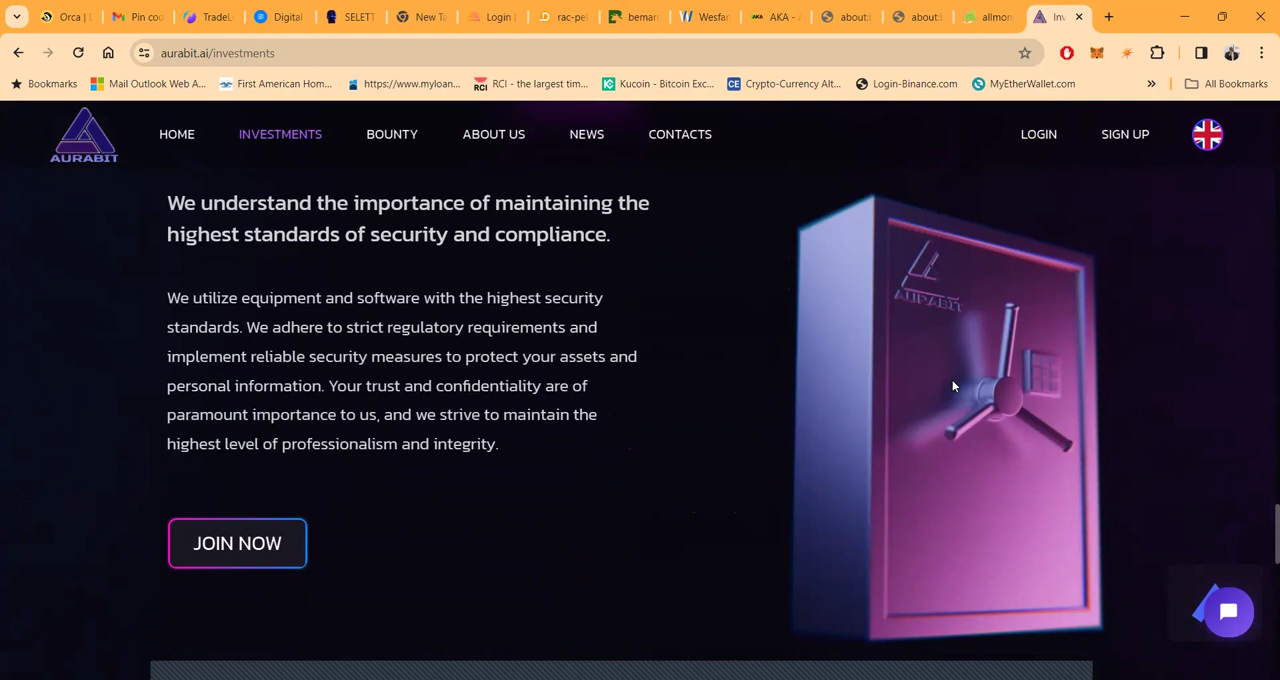 Orca |
Pin cod
TradeL
Digital
SELETT
New Ta
Login |
rac-pe
bemar
Wesfar
AKA - A
about:
about:
allmon
Inv
aurabit.ai/investments
Bookmarks
Mail Outlook Web A...
First American Hom...
https://www.myloan...
RCI - the largest tim...
Kucoin - Bitcoin Exc...
Crypto-Currency Alt...
Login-Binance.com
MyEtherWallet.com
»
All Bookmarks
AURABIT
HOME
INVESTMENTS
BOUNTY
ABOUT US
NEWS
CONTACTS
LOGIN
SIGN UP
We understand the importance of maintaining the
highest standards of security and compliance.
We utilize equipment and software with the highest security
standards. We adhere to strict regulatory requirements and
implement reliable security measures to protect your assets and
personal information. Your trust and confidentiality are of
paramount importance to us, and we strive to maintain the
highest level of professionalism and integrity.
JOIN NOW
AURABIT